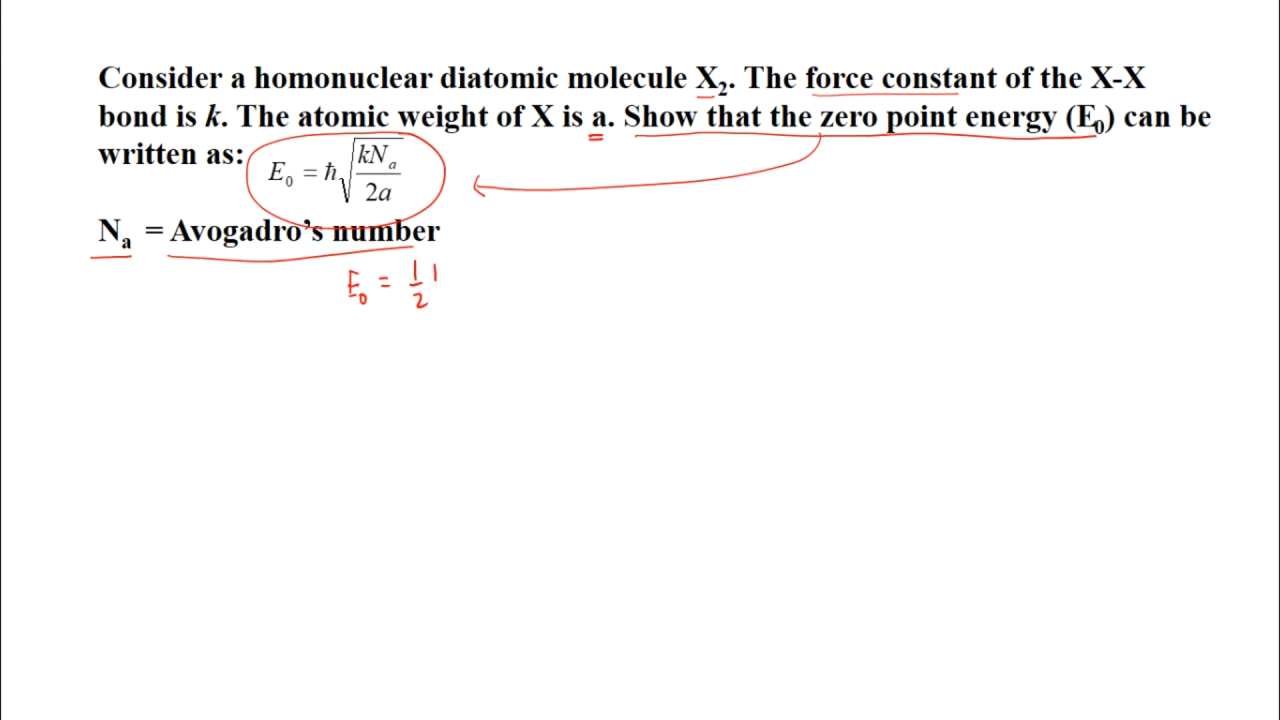 Consider a homonuclear diatomic molecule X₂. The force constant of the X-X
bond is k. The atomic weight of X is a. Show that the zero point energy (E₀) can be
written as: E₀ = ħ√(kNₐ/2a)
Nₐ = Avogadro's number
E₀ = 1/2 l